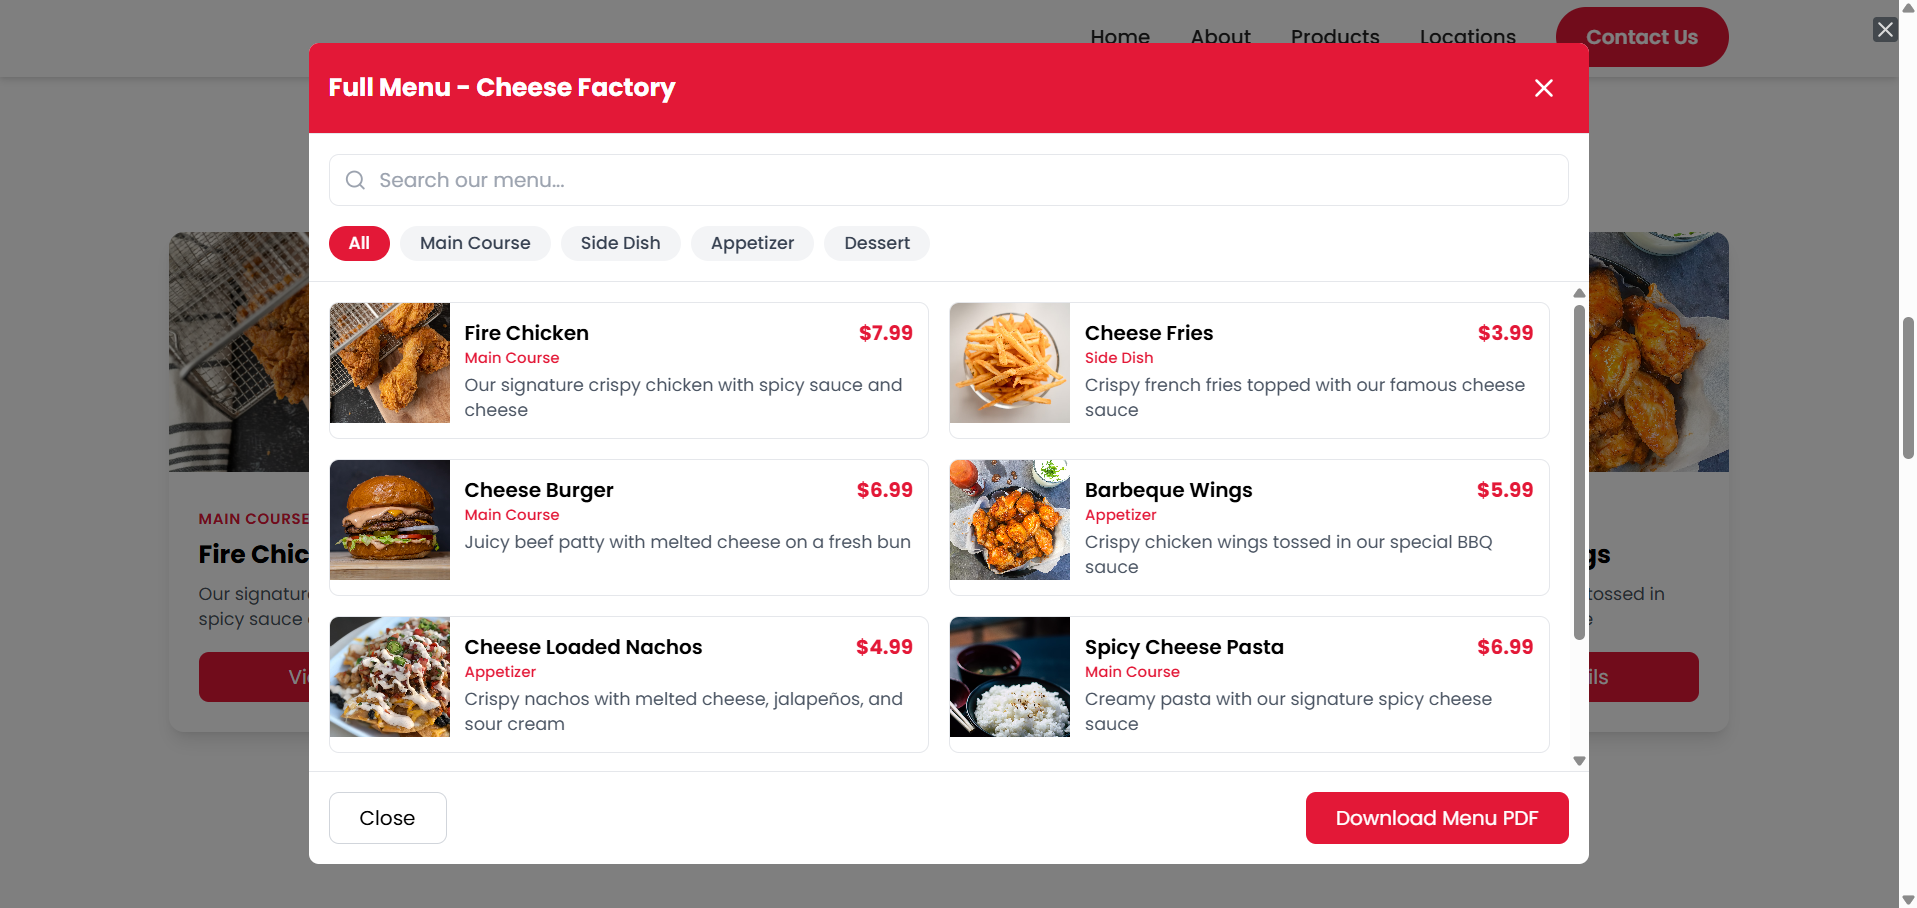 Home About Products Locations Contact Us
Full Menu - Cheese Factory
Search our menu...
All Main Course Side Dish Appetizer Dessert
Fire Chicken $7.99
Main Course
Our signature crispy chicken with spicy sauce and
cheese
Cheese Fries $3.99
Side Dish
Crispy french fries topped with our famous cheese
sauce
Cheese Burger $6.99
Main Course
Juicy beef patty with melted cheese on a fresh bun
Barbeque Wings $5.99
Appetizer
Crispy chicken wings tossed in our special BBQ
sauce
Cheese Loaded Nachos $4.99
Appetizer
Crispy nachos with melted cheese, jalapeños, and
sour cream
Spicy Cheese Pasta $6.99
Main Course
Creamy pasta with our signature spicy cheese
sauce
Close Download Menu PDF
MAIN COURSE
Fire
Our
spicy sauce
tossed in